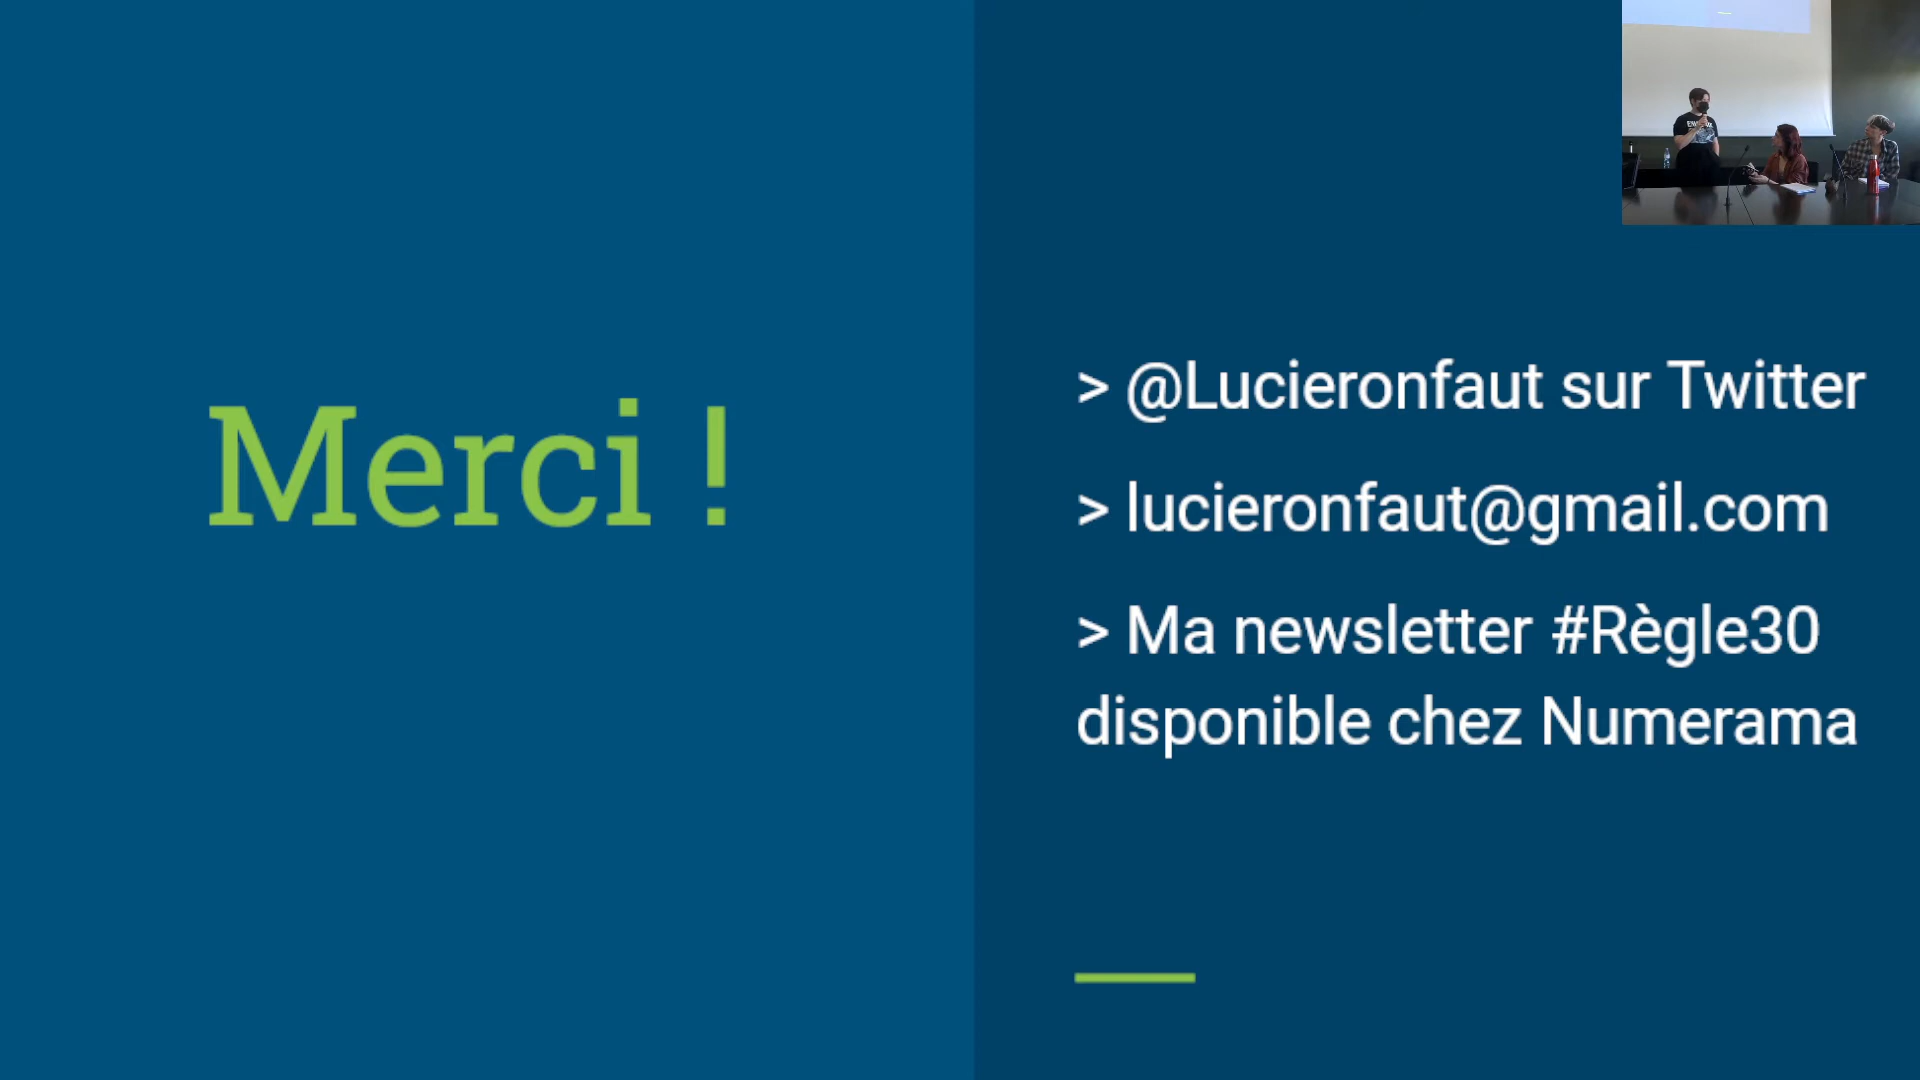 Merci !
> @Lucieronfaut sur Twitter
> lucieronfaut@gmail.com
> Ma newsletter #Règle30
disponible chez Numerama